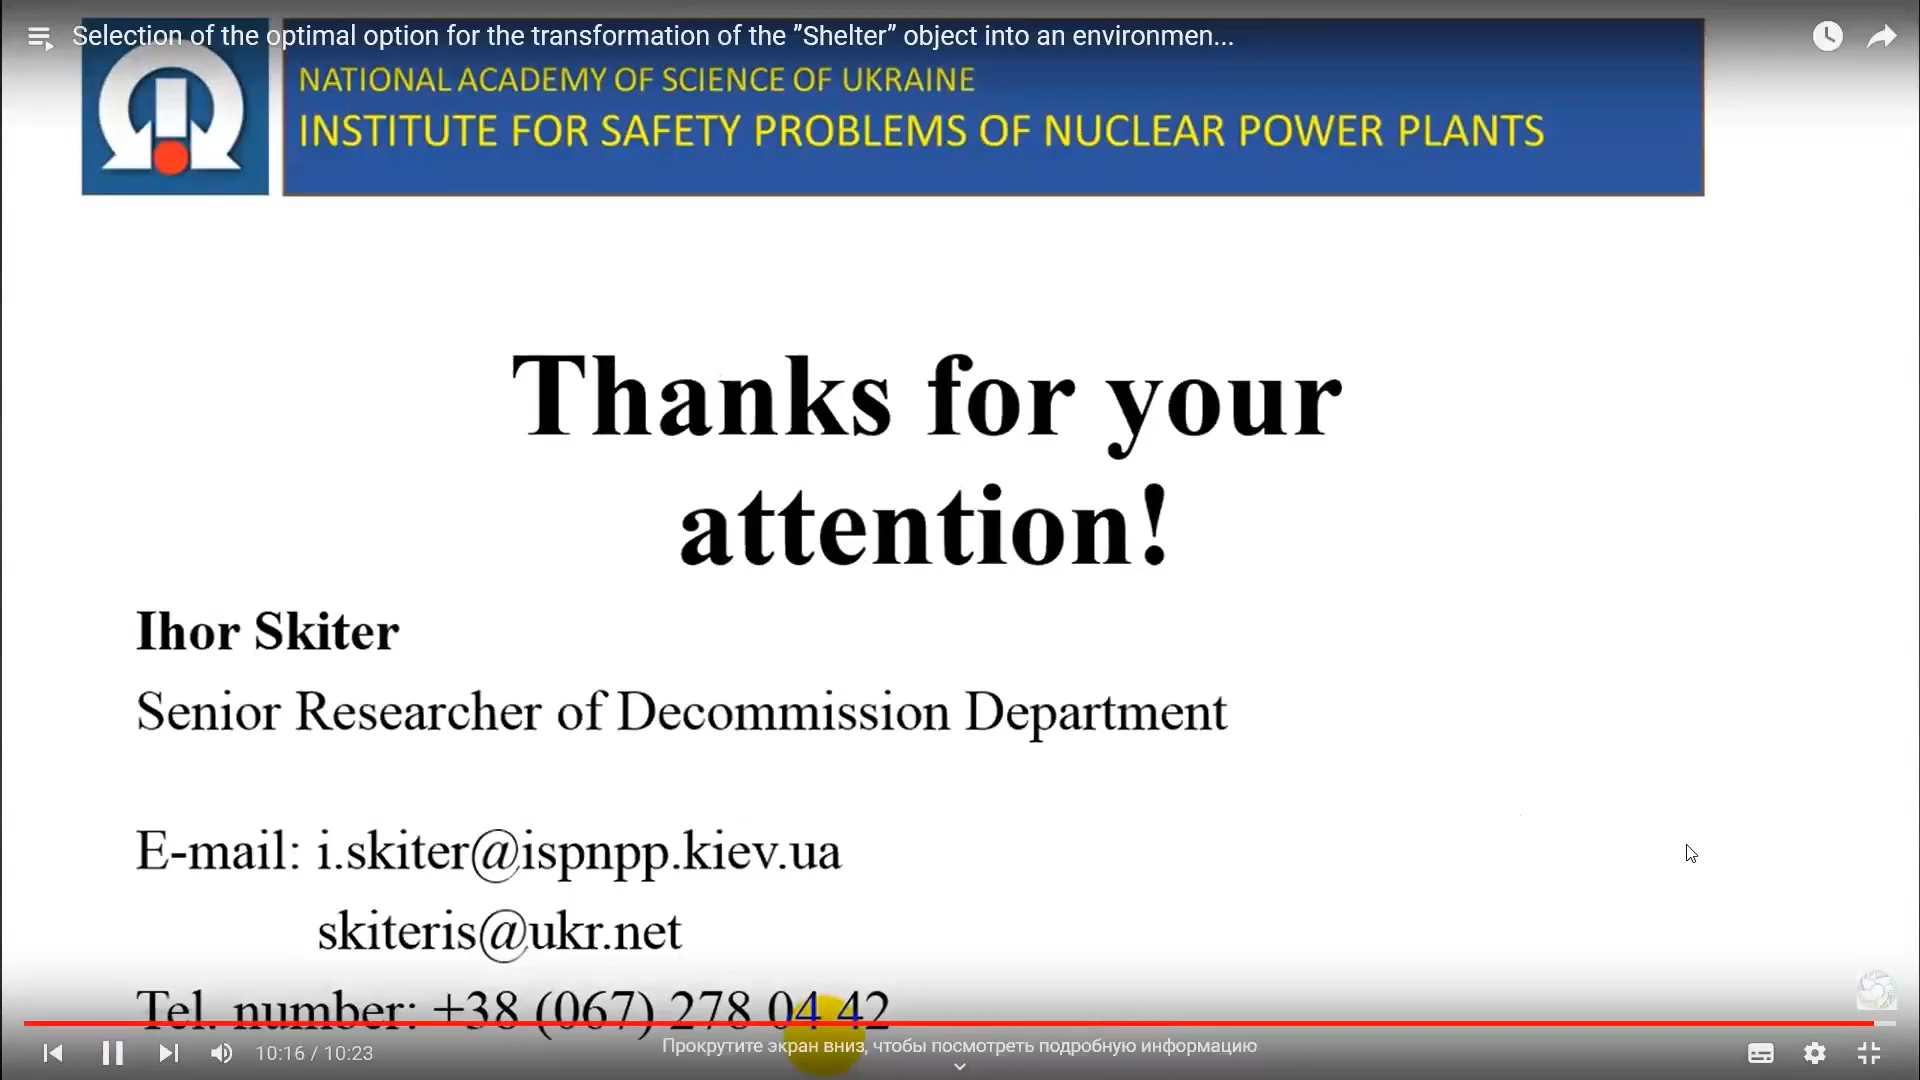 Selection of the optimal option for the transformation of the ”Shelter” object into an environmen...
NATIONAL ACADEMY OF SCIENCE OF UKRAINE
INSTITUTE FOR SAFETY PROBLEMS OF NUCLEAR POWER PLANTS
Thanks for your
attention!
Ihor Skiter
Senior Researcher of Decommission Department
E-mail: i.skiter@ispnpp.kiev.ua
skiteris@ukr.net
Tel. number: +38 (067) 278 04 42
10:16 / 10:23
Прокрутите экран вниз, чтобы посмотреть подробную информацию